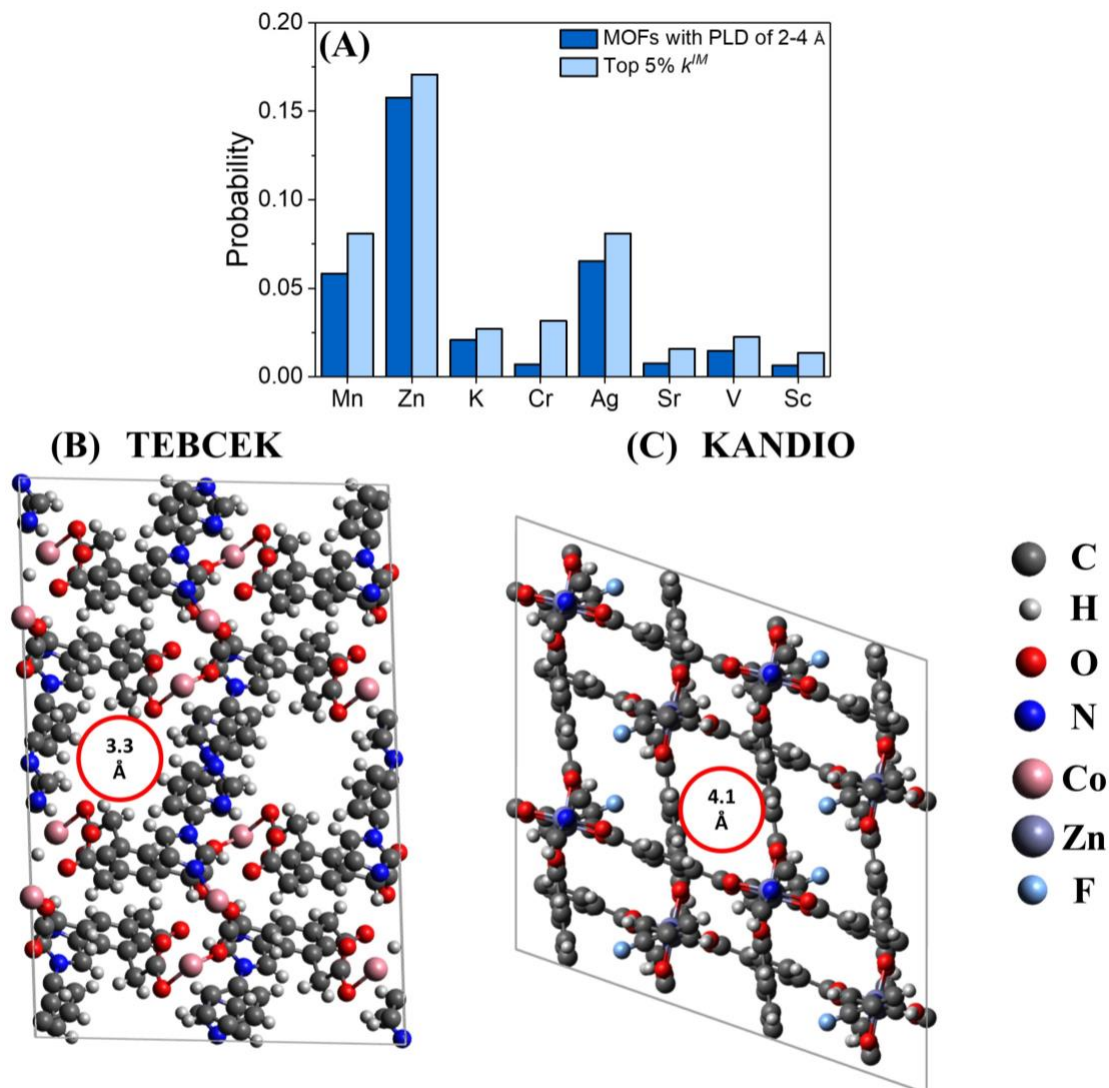 (A)
MOFs with PLD of 2-4 Å
Top 5% k^IM
Probability
0.20
0.15
0.10
0.05
0.00
Mn Zn K Cr Ag Sr V Sc
(B) TEBCEK
(C) KANDIO
3.3
Å
4.1
Å
C
H
O
N
Co
Zn
F